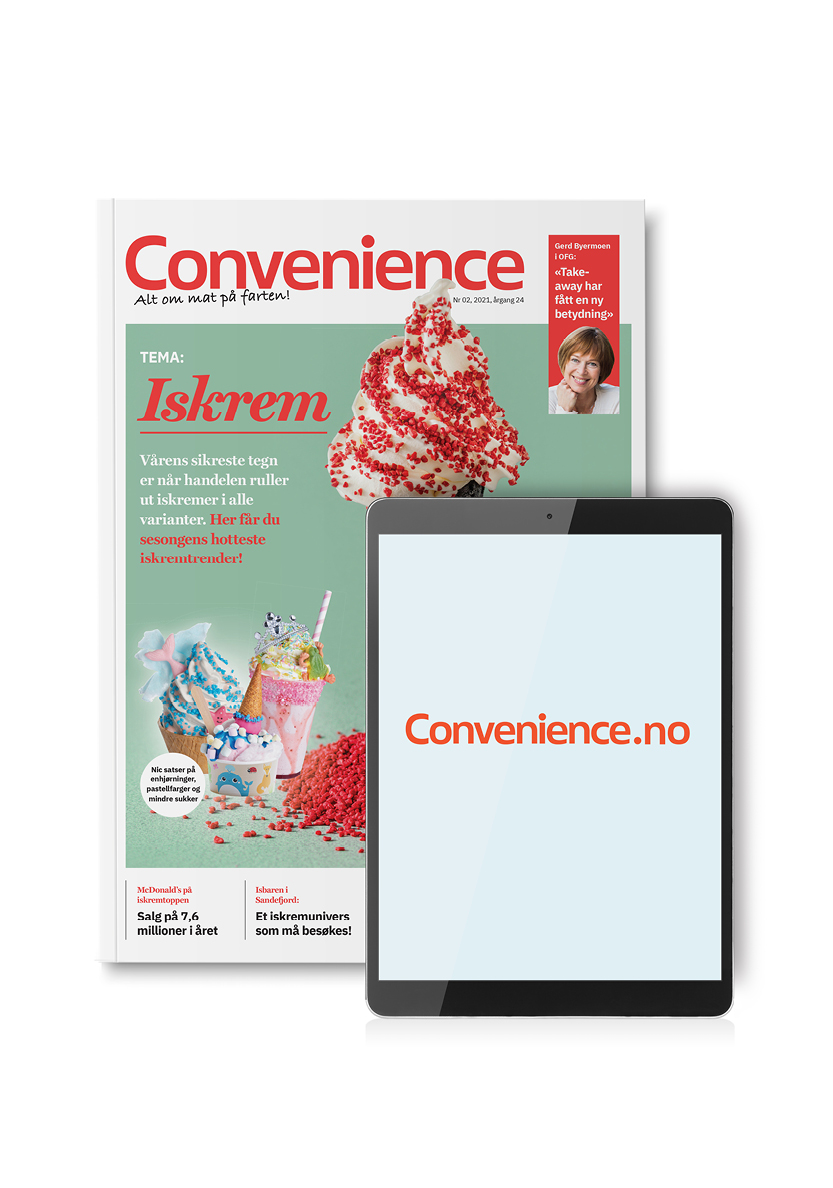 Convenience
Alt om mat på farten!
Nr 02, 2021, årgang 24
Gerd Byermoen
i OFG:
«Take-
away har
fått en ny
betydning»
TEMA:
Iskrem
Vårens sikreste tegn
er når handelen ruller
ut iskremer i alle
varianter. Her får du
sesongens hotteste
iskremtrender!
Nic satser på
enhjørninger,
pastellfarger og
mindre sukker
McDonald's på
iskremtoppen
Salg på 7,6
millioner i året
Isbaren i
Sandefjord:
Et iskremunivers
som må besøkes!
Convenience.no